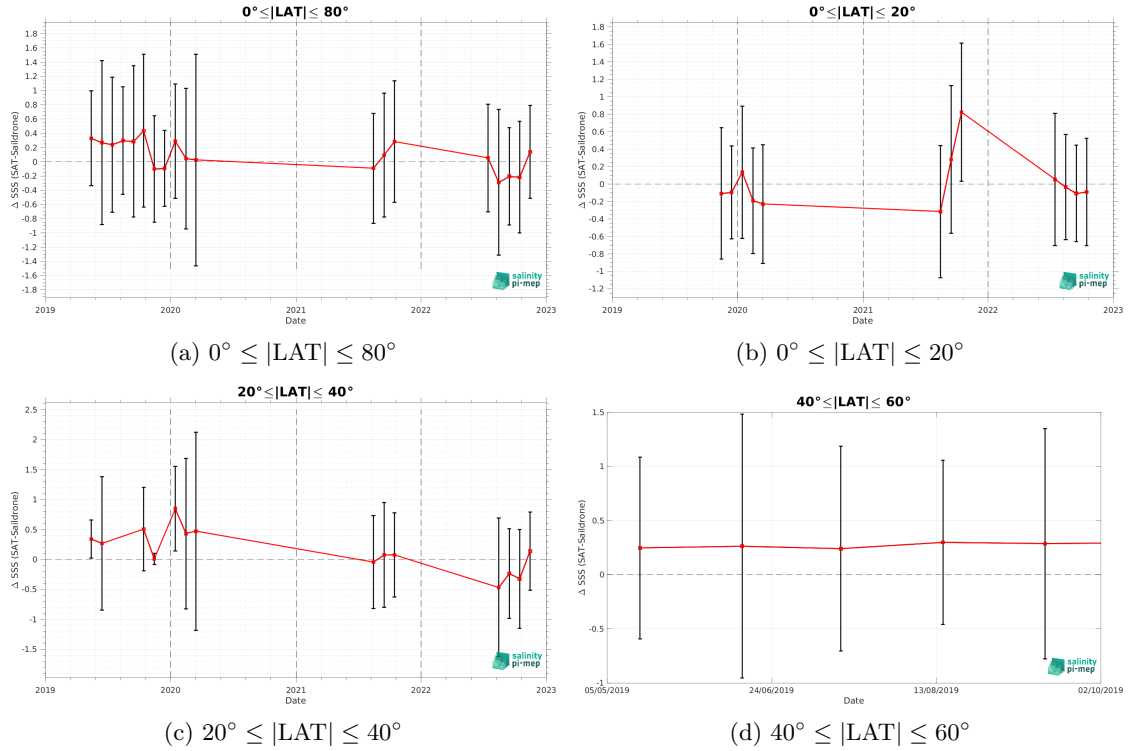 0°≤|LAT|≤ 80°
Δ SSS (SAT-Saildrone)
1.8
1.6
1.4
1.2
1
0.8
0.6
0.4
0.2
0
-0.2
-0.4
-0.6
-0.8
-1
-1.2
-1.4
-1.6
-1.8
salinity
pi-mep
2019 2020 2021 2022 2023
Date
(a) 0° ≤ |LAT| ≤ 80°
0°≤|LAT|≤ 20°
Δ SSS (SAT-Saildrone)
1.8
1.6
1.4
1.2
1
0.8
0.6
0.4
0.2
0
-0.2
-0.4
-0.6
-0.8
-1
-1.2
salinity
pi-mep
2019 2020 2021 2022 2023
Date
(b) 0° ≤ |LAT| ≤ 20°
20°≤|LAT|≤ 40°
Δ SSS (SAT-Saildrone)
2.5
2
1.5
1
0.5
0
-0.5
-1
-1.5
salinity
pi-mep
2019 2020 2021 2022 2023
Date
(c) 20° ≤ |LAT| ≤ 40°
40°≤|LAT|≤ 60°
Δ SSS (SAT-Saildrone)
1.5
1
0.5
0
-0.5
-1
salinity
pi-mep
05/05/2019 24/06/2019 13/08/2019 02/10/2019
Date
(d) 40° ≤ |LAT| ≤ 60°